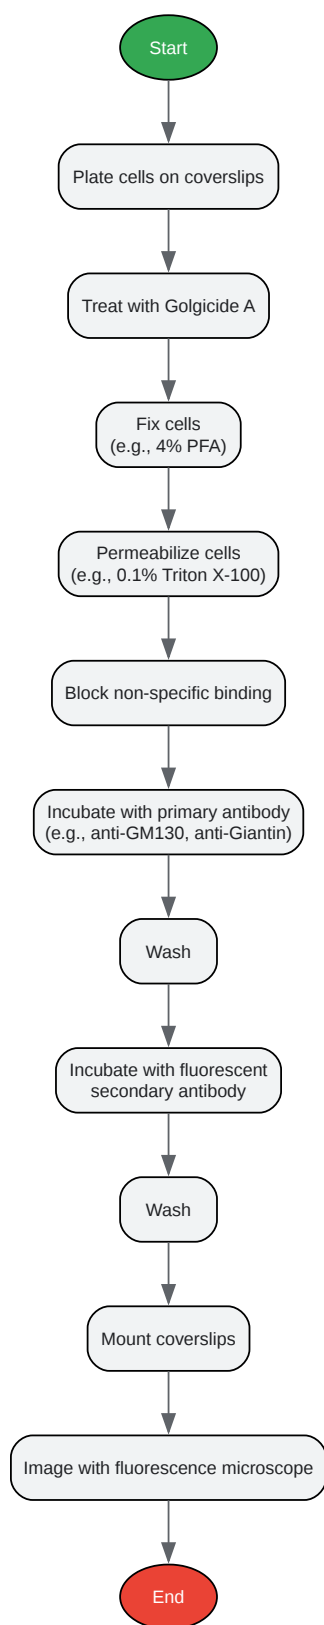 Start
Plate cells on coverslips
Treat with Golgicide A
Fix cells
(e.g., 4% PFA)
Permeabilize cells
(e.g., 0.1% Triton X-100)
Block non-specific binding
Incubate with primary antibody
(e.g., anti-GM130, anti-Giantin)
Wash
Incubate with fluorescent
secondary antibody
Wash
Mount coverslips
Image with fluorescence microscope
End